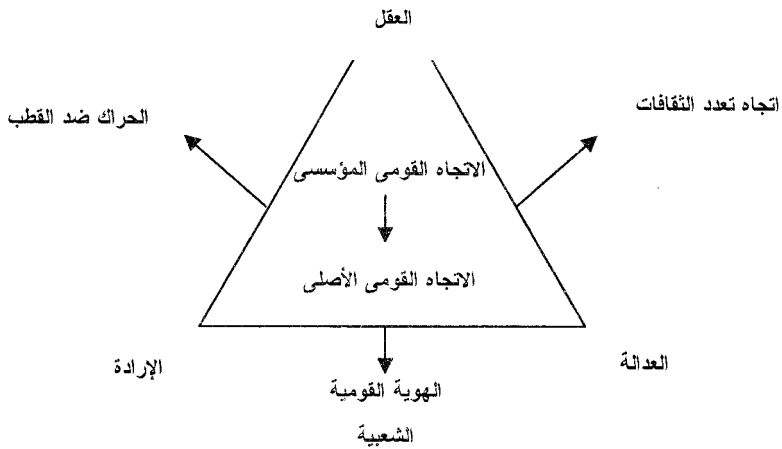 العقل
اتجاه تعدد الثقافات
الحراك ضد القطب
الاتجاه القومى المؤسسى
الاتجاه القومى الأصلى
العدالة
الإرادة
الهوية القومية
الشعبية